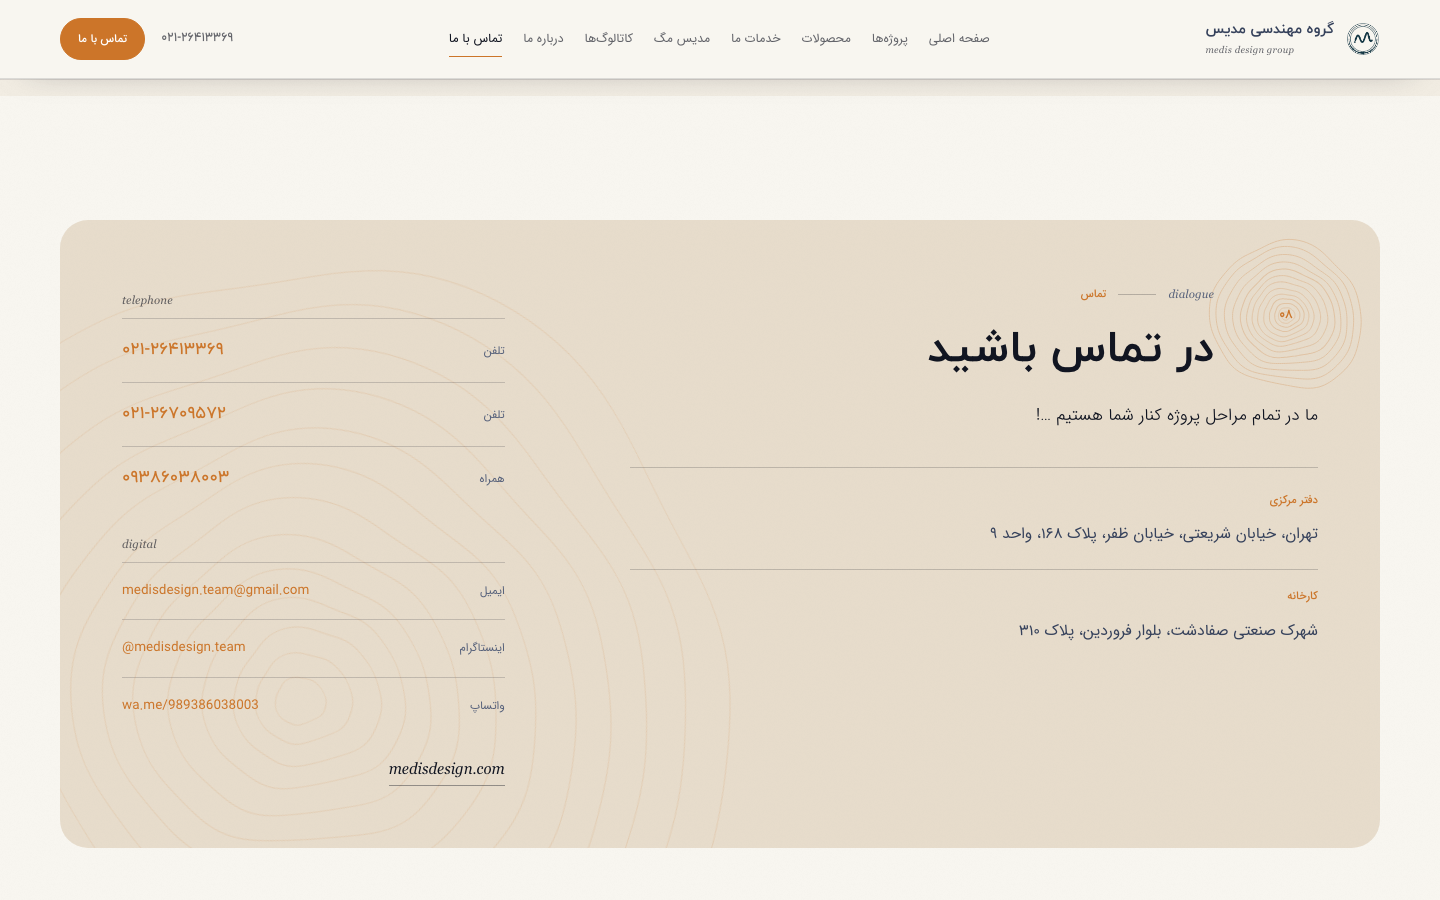 گروه مهندسی مدیس
medis design group
صفحه اصلی
پروژه‌ها
محصولات
خدمات ما
مدیس مگ
کاتالوگ‌ها
درباره ما
تماس با ما
۰۲۱-۲۶۴۱۳۳۶۹
تماس با ما
۰۸
dialogue
تماس
در تماس باشید
ما در تمام مراحل پروژه کنار شما هستیم ...!
دفتر مرکزی
تهران، خیابان شریعتی، خیابان ظفر، پلاک ۱۶۸، واحد ۹
کارخانه
شهرک صنعتی صفادشت، بلوار فروردین، پلاک ۳۱۰
telephone
تلفن
۰۲۱-۲۶۴۱۳۳۶۹
تلفن
۰۲۱-۲۶۷۰۹۵۷۲
همراه
۰۹۳۸۶۰۳۸۰۰۳
digital
ایمیل
medisdesign.team@gmail.com
اینستاگرام
@medisdesign.team
واتساپ
wa.me/989386038003
medisdesign.com